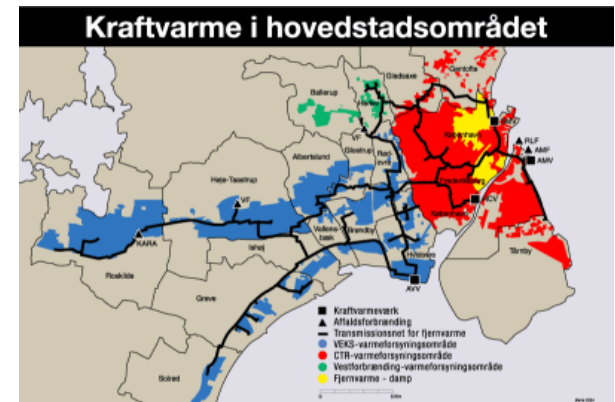 Kraftvarme i hovedstadsområdet
Gentofte
Gladsaxe
Ballerup
Herlev
København
VF
RLF
AMF
AMV
Glostrup
Albertslund
Rødovre
Frederiksberg
Høje-Taastrup
VF
København
KARA
Vallensbæk
Brøndby
Hvidovre
Tårnby
Ishøj
Roskilde
AVV
Greve
Solrød
Kraftvarmeværk
Affaldsforbrænding
Transmissionsnet for fjernvarme
VEKS-varmeforsyningsområde
CTR-varmeforsyningsområde
Vestforbrænding-varmeforsyningsområde
Fjernvarme - damp